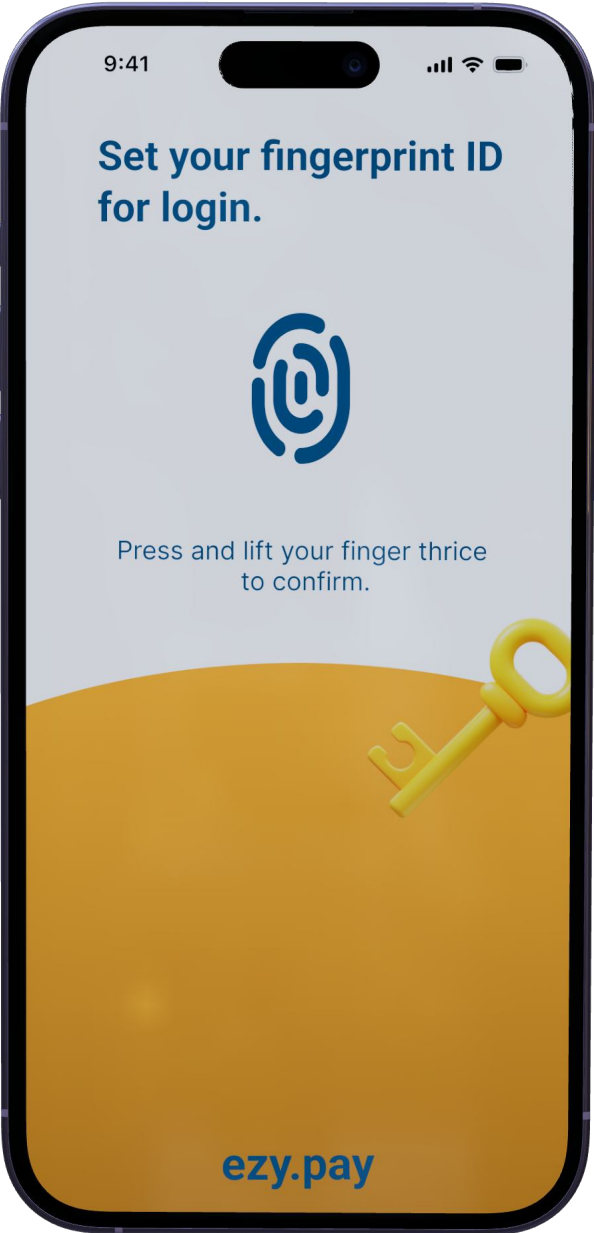 9:41
Set your fingerprint ID
for login.
Press and lift your finger thrice
to confirm.
ezy.pay